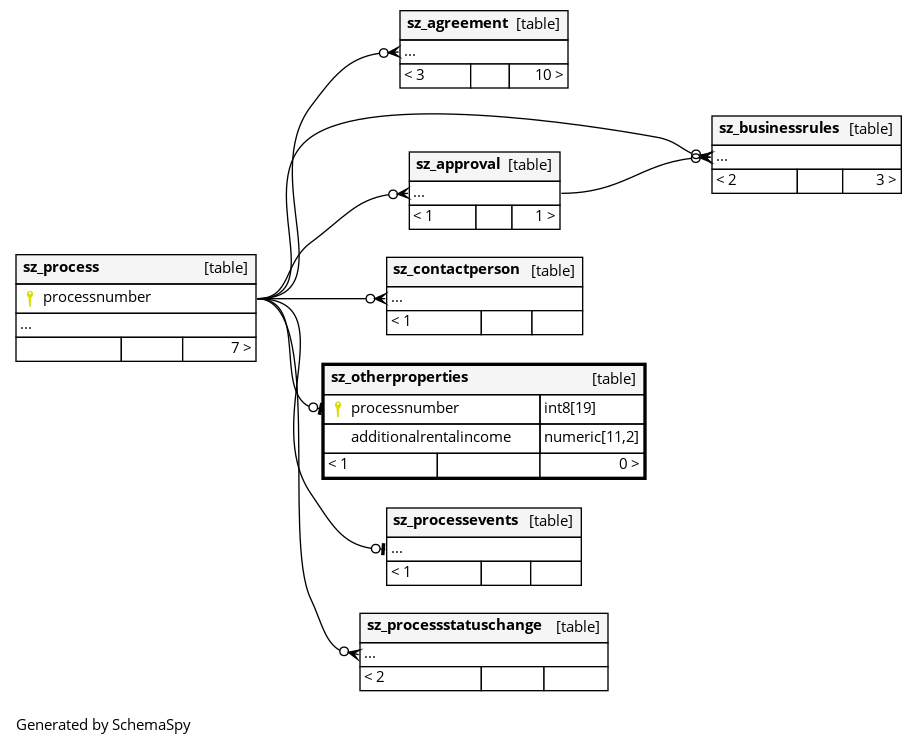 sz_agreement [table]
...
< 3 10 >
sz_businessrules [table]
...
< 2 3 >
sz_approval [table]
...
< 1 1 >
sz_process [table]
processnumber
...
7 >
sz_contactperson [table]
...
< 1
sz_otherproperties [table]
processnumber int8[19]
additionalrentalincome numeric[11,2]
< 1 0 >
sz_processevents [table]
...
< 1
sz_processstatuschange [table]
...
< 2
Generated by SchemaSpy